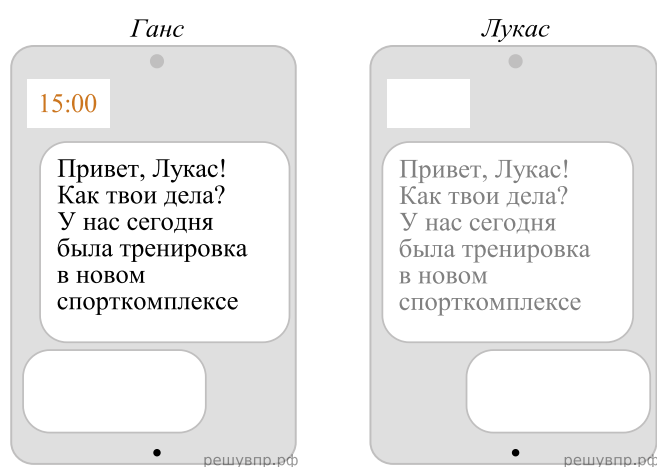 Ганс
15:00
Привет, Лукас!
Как твои дела?
У нас сегодня
была тренировка
в новом
спорткомплексе
решувпр.рф
Лукас
Привет, Лукас!
Как твои дела?
У нас сегодня
была тренировка
в новом
спорткомплексе
решувпр.рф